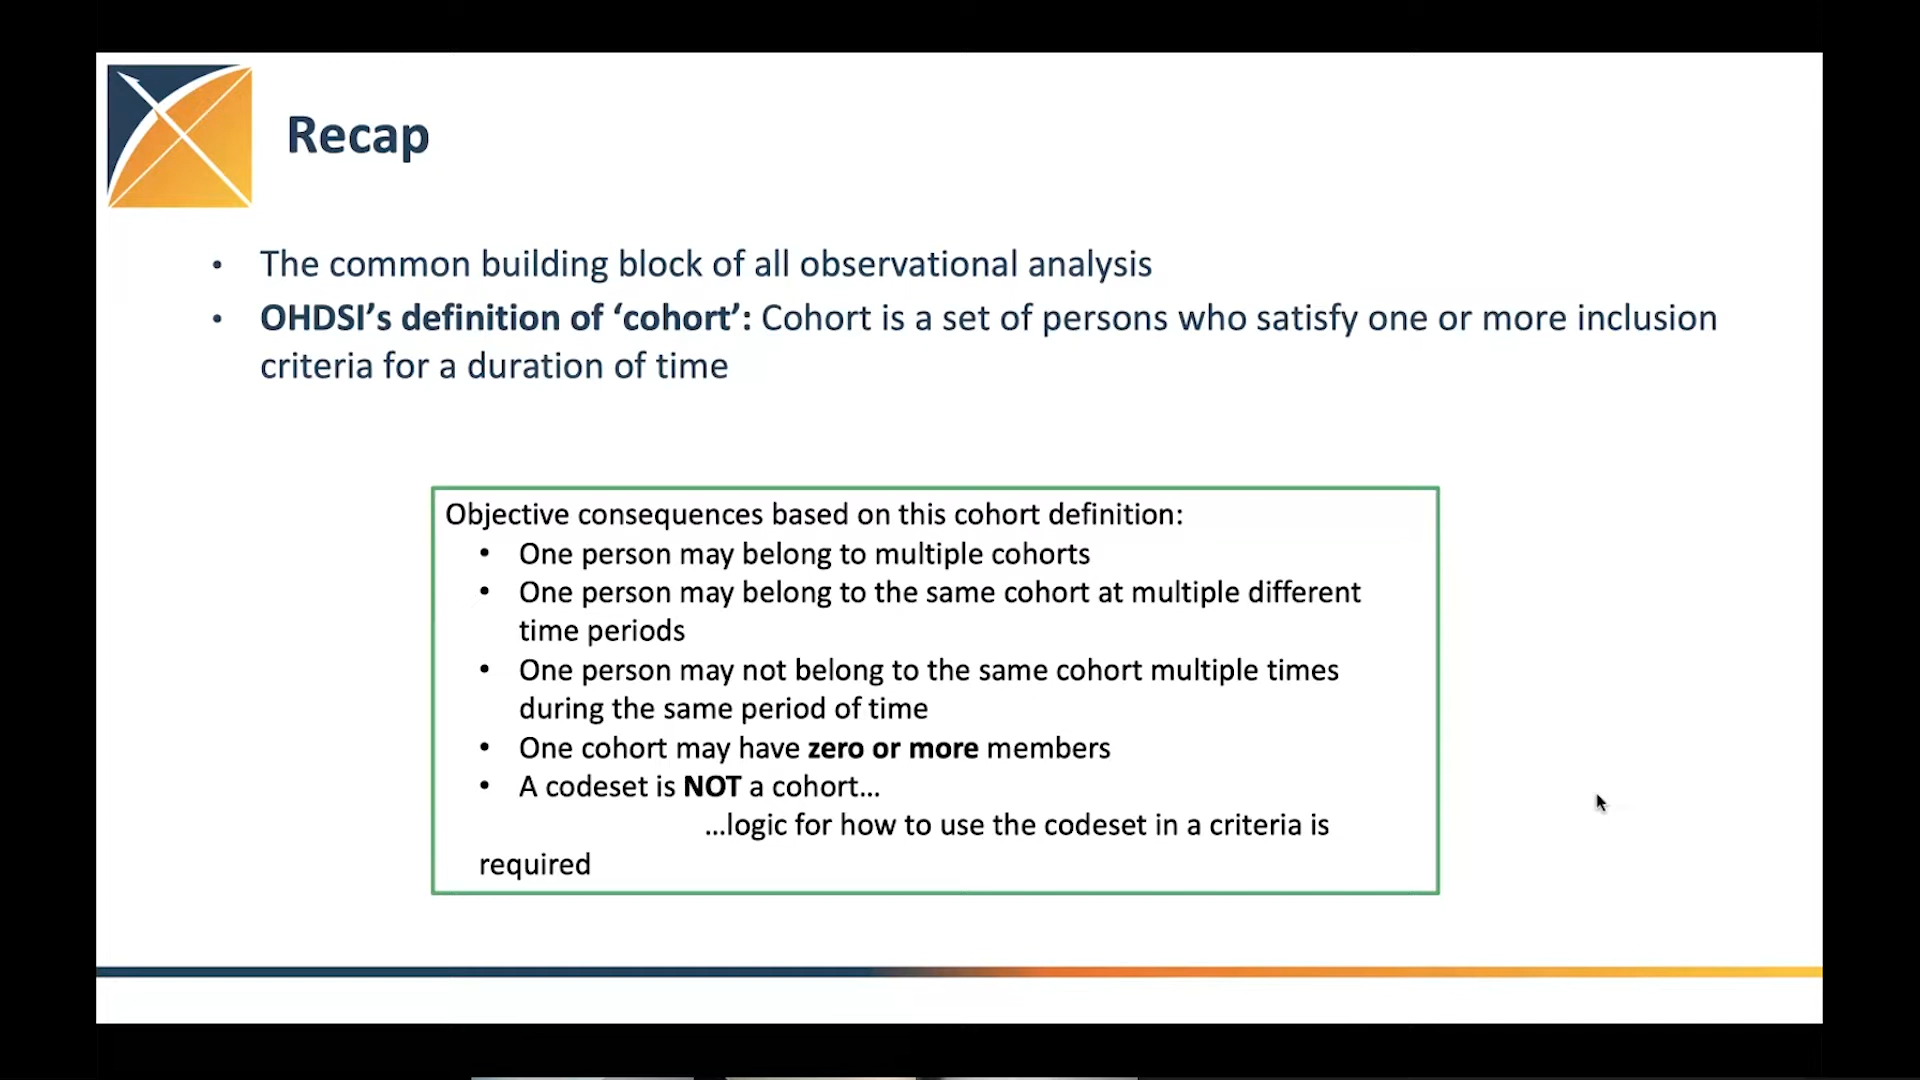 Recap
• The common building block of all observational analysis
• OHDSI’s definition of ‘cohort’: Cohort is a set of persons who satisfy one or more inclusion
criteria for a duration of time
Objective consequences based on this cohort definition:
• One person may belong to multiple cohorts
• One person may belong to the same cohort at multiple different
time periods
• One person may not belong to the same cohort multiple times
during the same period of time
• One cohort may have zero or more members
• A codeset is NOT a cohort…
…logic for how to use the codeset in a criteria is
required